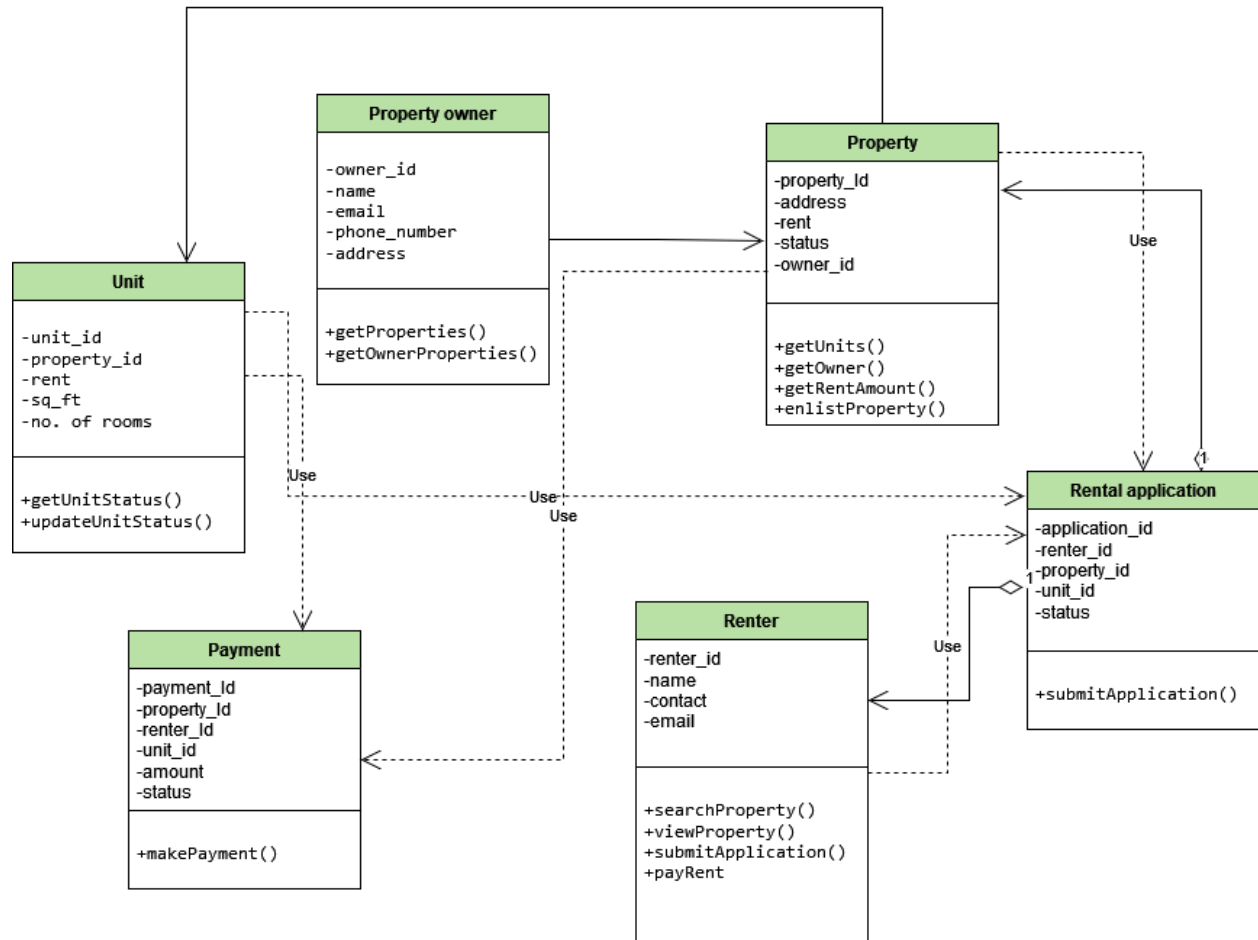 Property owner
-owner_id
-name
-email
-phone_number
-address
+getProperties()
+getOwnerProperties()
Property
-property_Id
-address
-rent
-status
-owner_id
+getUnits()
+getOwner()
+getRentAmount()
+enlistProperty()
Use
Unit
-unit_id
-property_id
-rent
-sq_ft
-no. of rooms
+getUnitStatus()
+updateUnitStatus()
Use
Use
Use
1
Rental application
-application_id
-renter_id
-property_id
-unit_id
-status
+submitApplication()
1
Use
Renter
-renter_id
-name
-contact
-email
+searchProperty()
+viewProperty()
+submitApplication()
+payRent
Payment
-payment_Id
-property_Id
-renter_Id
-unit_id
-amount
-status
+makePayment()